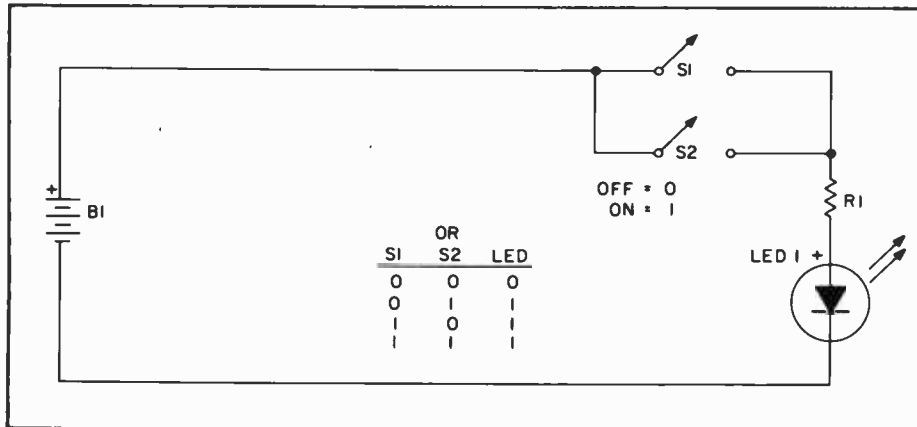 S1
S2
OFF = 0
ON = 1
+
B1
R1
OR
S1 S2 LED
0 0 0
0 1 1
1 0 1
1 1 1
LED 1 +